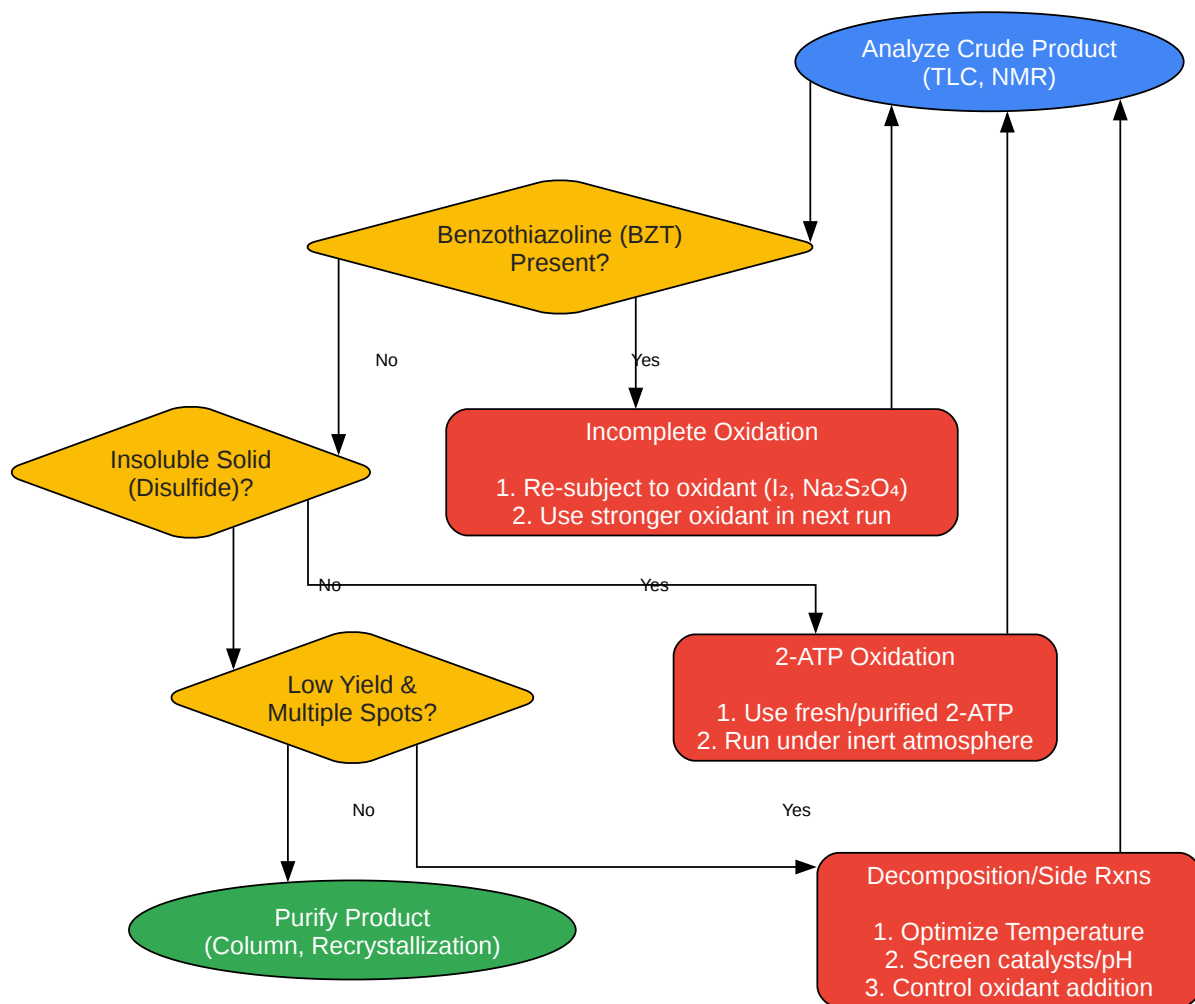 Analyze Crude Product
(TLC, NMR)
Benzothiazoline (BZT)
Present?
No
Yes
Insoluble Solid
(Disulfide)?
Incomplete Oxidation
1. Re-subject to oxidant (I₂, Na₂S₂O₄)
2. Use stronger oxidant in next run
No
Yes
Low Yield &
Multiple Spots?
2-ATP Oxidation
1. Use fresh/purified 2-ATP
2. Run under inert atmosphere
No
Yes
Purify Product
(Column, Recrystallization)
Decomposition/Side Rxns
1. Optimize Temperature
2. Screen catalysts/pH
3. Control oxidant addition